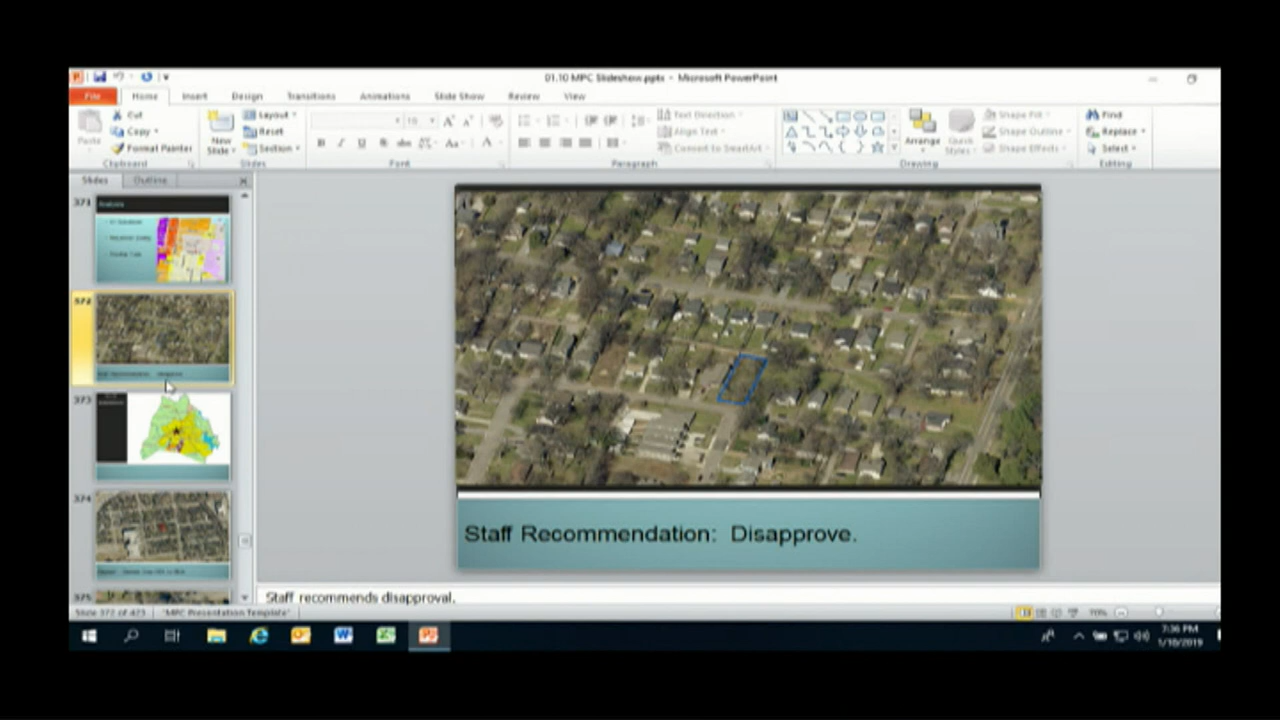 01.10 MPC Slideshow.pptx - Microsoft PowerPoint
File Home Insert Design Transitions Animations Slide Show Review View
Cut
Copy
Format Painter
Paste
Clipboard
New Slide
Layout
Reset
Section
Slides
Font
Text Direction
Align Text
Convert to SmartArt
Paragraph
Arrange
Quick Styles
Shape Fill
Shape Outline
Shape Effects
Drawing
Find
Replace
Select
Editing
Slides Outline
371
Analysis
372
373
374
375
Staff Recommendation: Disapprove.
Staff recommends disapproval.
Slide 372 of 423 "MPC Presentation Template"
70%
7:36 PM
1/10/2019